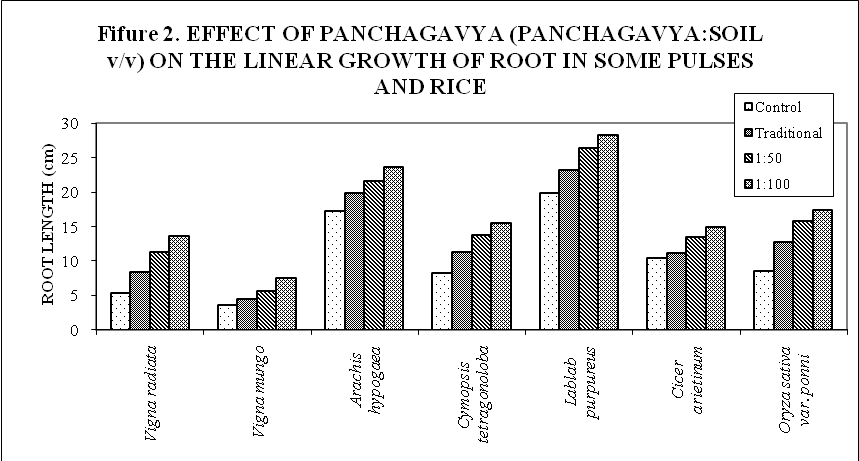 Fifure 2. EFFECT OF PANCHAGAVYA (PANCHAGAVYA:SOIL
v/v) ON THE LINEAR GROWTH OF ROOT IN SOME PULSES
AND RICE
Control
Traditional
1:50
1:100
ROOT LENGTH (cm)
30
25
20
15
10
5
0
Vigna radiata
Vigna mungo
Arachis
hypogaea
Cymopsis
tetragonoloba
Lablab
purpureus
Cicer
arietinum
Oryza sativa
var. ponni